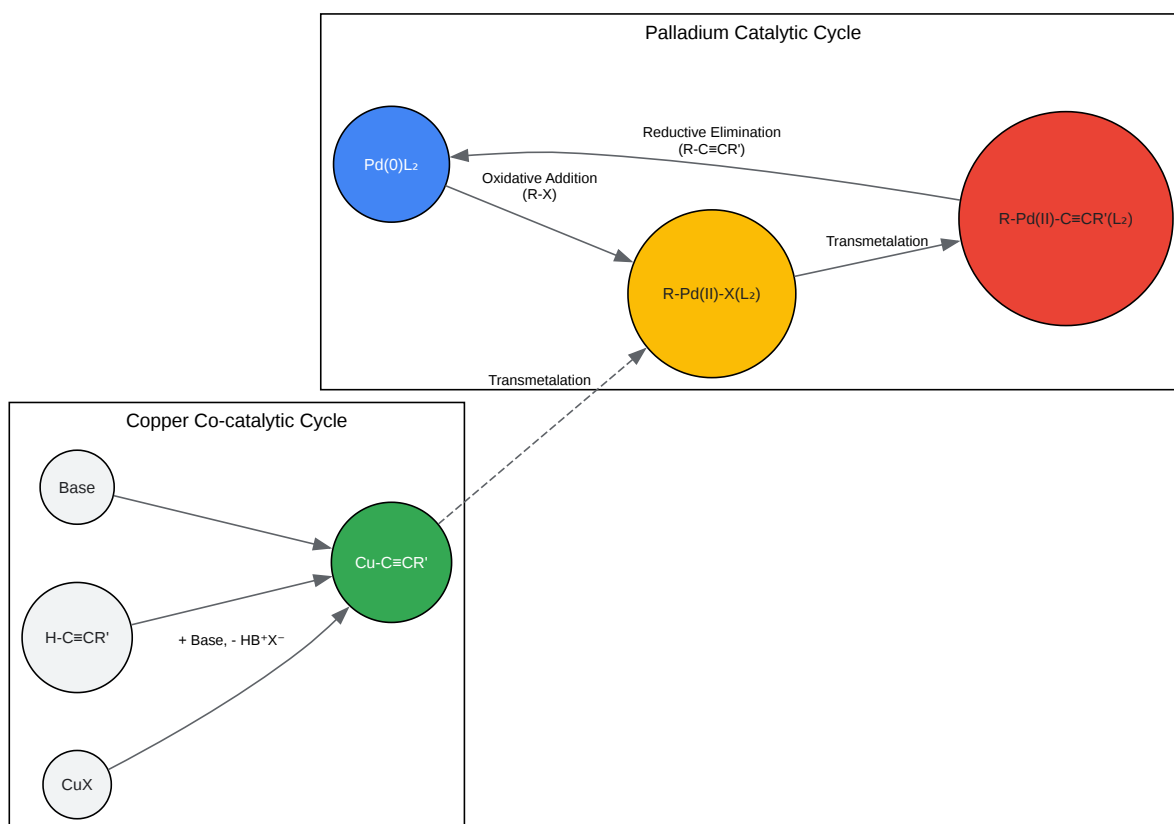 Palladium Catalytic Cycle
Pd(0)L₂
Reductive Elimination
(R-C≡CR')
Oxidative Addition
(R-X)
R-Pd(II)-C≡CR'(L₂)
Transmetalation
R-Pd(II)-X(L₂)
Transmetalation
Copper Co-catalytic Cycle
Base
Cu-C≡CR'
H-C≡CR'
+ Base, - HB⁺X⁻
CuX